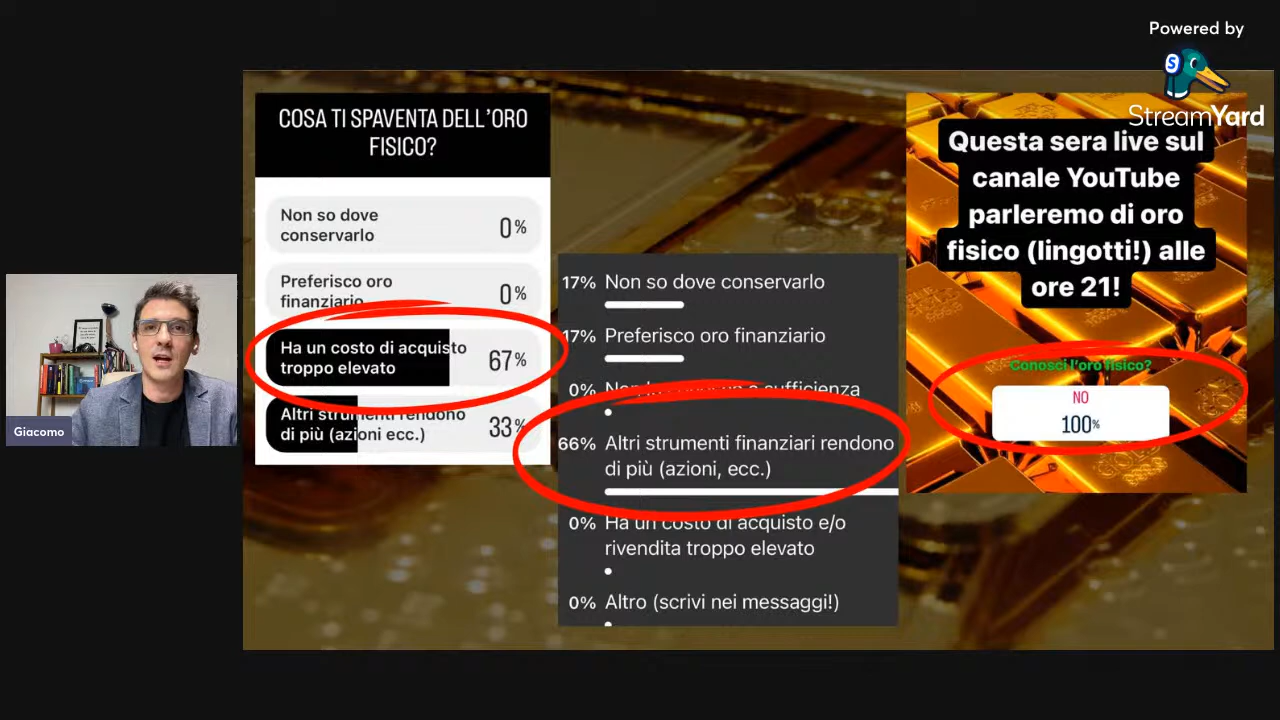 Powered by
StreamYard
COSA TI SPAVENTA DELL'ORO
FISICO?
Non so dove
conservarlo
0%
Preferisco oro
finanziario
0%
Ha un costo di acquisto
troppo elevato
67%
Altri strumenti rendono
di più (azioni ecc.)
33%
17% Non so dove conservarlo
17% Preferisco oro finanziario
0% sufficienza
66% Altri strumenti finanziari rendono
di più (azioni, ecc.)
0% Ha un costo di acquisto e/o
rivendita troppo elevato
0% Altro (scrivi nei messaggi!)
Questa sera live sul
canale YouTube
parleremo di oro
fisico (lingotti!) alle
ore 21!
Conosci l'oro fisico?
NO
100%
Giacomo